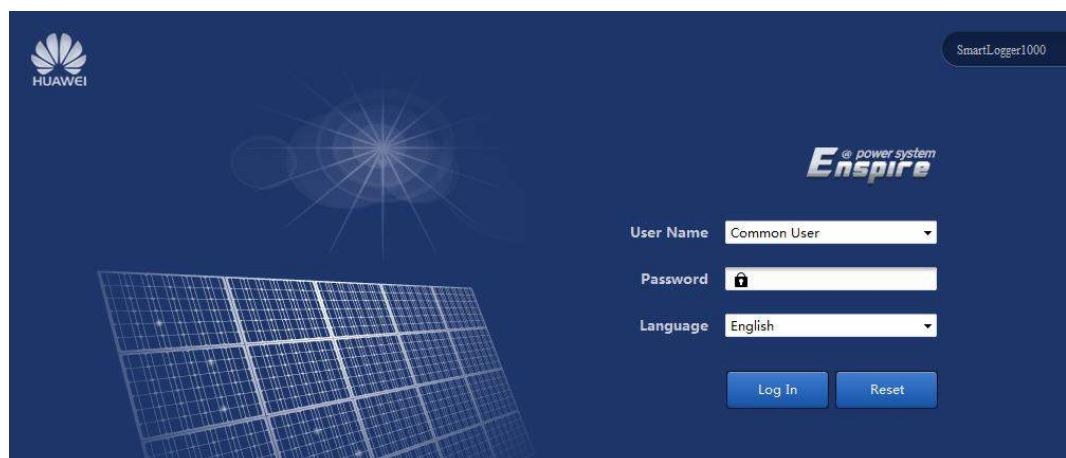 HUAWEI
SmartLogger1000
Enspire @ power system
User Name
Common User
Password
Language
English
Log In
Reset